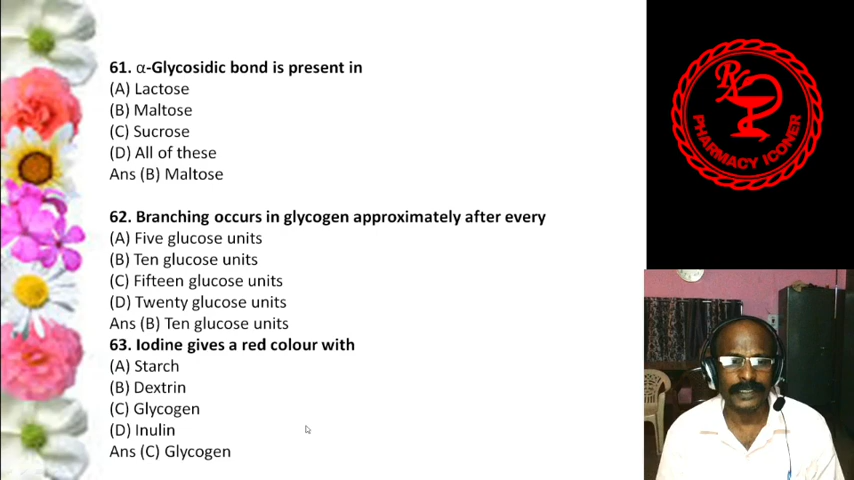 61. α-Glycosidic bond is present in
(A) Lactose
(B) Maltose
(C) Sucrose
(D) All of these
Ans (B) Maltose
62. Branching occurs in glycogen approximately after every
(A) Five glucose units
(B) Ten glucose units
(C) Fifteen glucose units
(D) Twenty glucose units
Ans (B) Ten glucose units
63. Iodine gives a red colour with
(A) Starch
(B) Dextrin
(C) Glycogen
(D) Inulin
Ans (C) Glycogen
Rx
PHARMACY ICONER